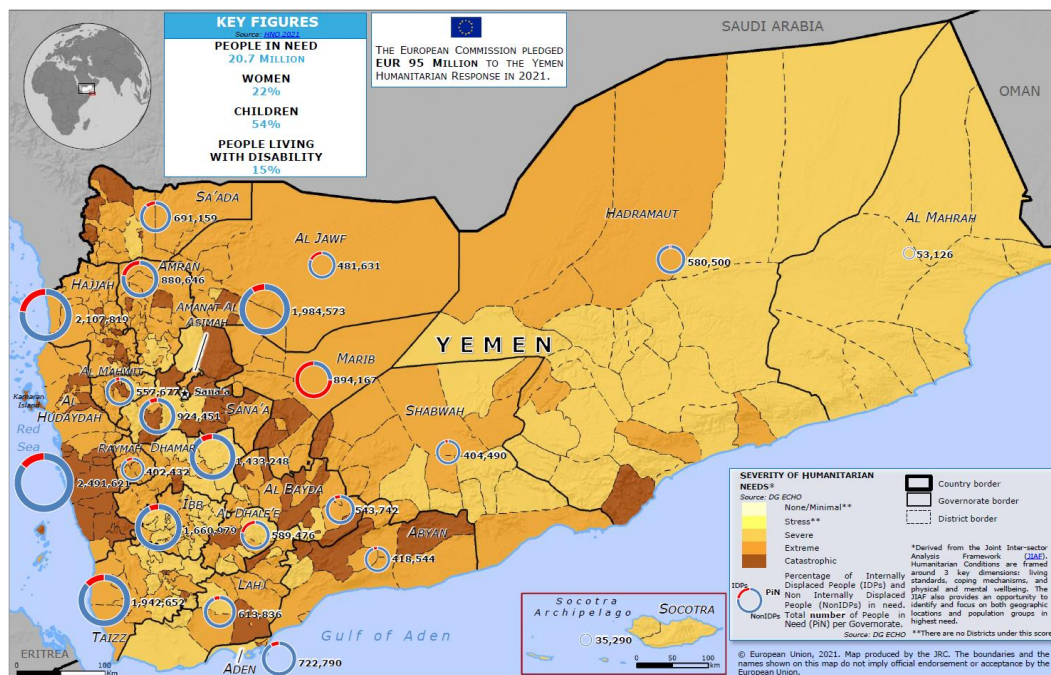 KEY FIGURES
Source: HNO 2021
PEOPLE IN NEED
20.7 MILLION
WOMEN
22%
CHILDREN
54%
PEOPLE LIVING
WITH DISABILITY
15%
THE EUROPEAN COMMISSION PLEDGED
EUR 95 MILLION TO THE YEMEN
HUMANITARIAN RESPONSE IN 2021.
SAUDI ARABIA
OMAN
SA'ADA
691,159
AL JAWF
481,631
HADRAMAUT
580,500
AL MAHRAH
53,126
AMRAN
880,646
HAJJAH
2,107,819
AMANAT AL
ASIMAH
1,984,573
YEMEN
MARIB
894,167
AL MAHWIT
557,677
Sana'a
Kamaran
Island
AL
HUDAYDAH
924,451
SANA'A
SHABWAH
404,490
Red
Sea
RAYMAH
402,432
DHAMAR
1,433,248
2,491,621
AL BAYDA
543,742
IBB
1,660,979
AL DHALE'E
589,476
ABYAN
418,544
LAHJ
613,836
1,942,652
TAIZZ
ADEN
722,790
Gulf of Aden
ERITREA
0
100
km
Socotra
Archipelago
SOCOTRA
35,290
0 50 100
km
SEVERITY OF HUMANITARIAN
NEEDS*
Source: DG ECHO
None/Minimal**
Stress**
Severe
Extreme
Catastrophic
Country border
Governorate border
District border
IDPs
PiN
NonIDPs
Percentage of Internally
Displaced People (IDPs) and
Non Internally Displaced
People (NonIDPs) in need.
Total number of People in
Need (PiN) per Governorate.
Source: DG ECHO
*Derived from the Joint Inter-sector
Analysis Framework (JIAF).
Humanitarian Conditions are framed
around 3 key dimensions: living
standards, coping mechanisms, and
physical and mental wellbeing. The
JIAF also provides an opportunity to
identify and focus on both geographic
locations and population groups in
highest need.
**There are no Districts under this score
© European Union, 2021. Map produced by the JRC. The boundaries and the
names shown on this map do not imply official endorsement or acceptance by the
European Union.